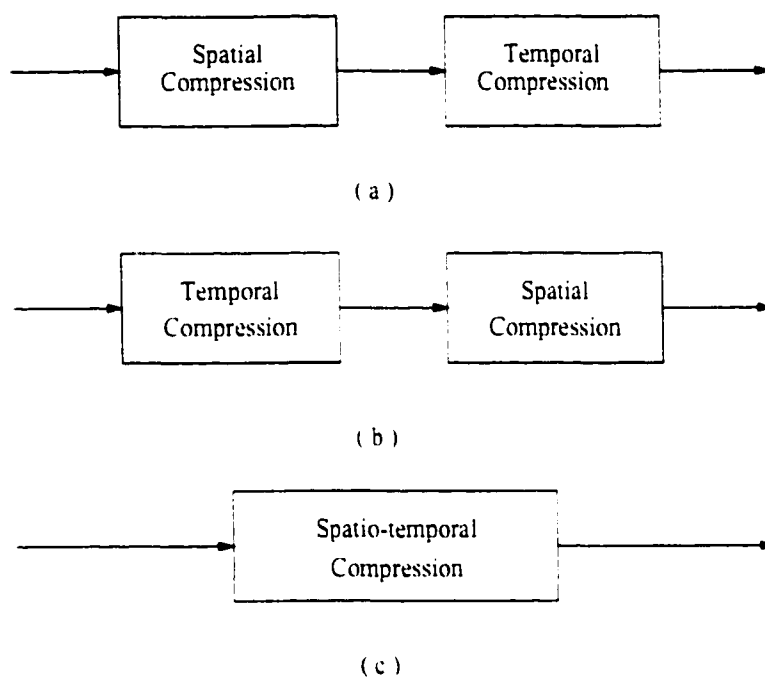 Spatial
Compression
Temporal
Compression
( a )
Temporal
Compression
Spatial
Compression
( b )
Spatio-temporal
Compression
( c )